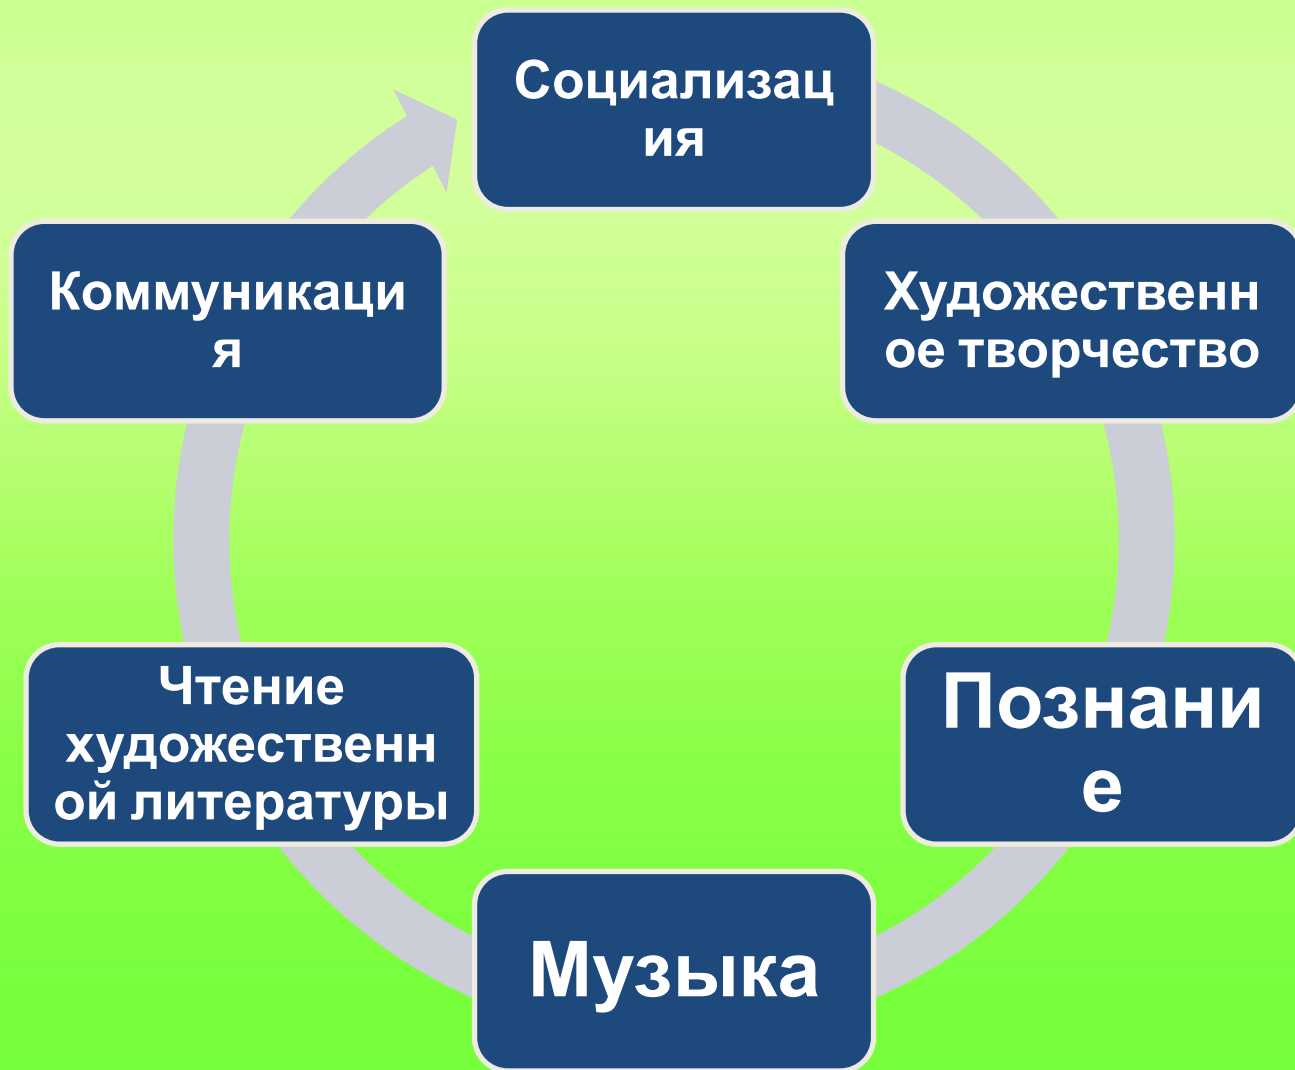 Социализац
ия
Художественн
ое творчество
Познани
е
Музыка
Чтение
художественн
ой литературы
Коммуникаци
я